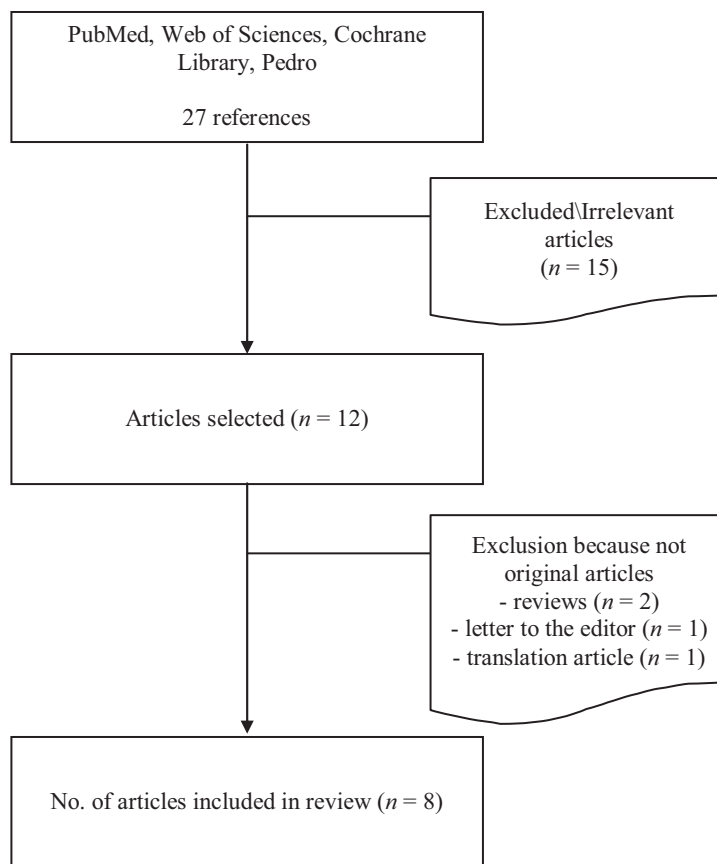 PubMed, Web of Sciences, Cochrane
Library, Pedro
27 references
Excluded\Irrelevant
articles
(n = 15)
Articles selected (n = 12)
Exclusion because not
original articles
- reviews (n = 2)
- letter to the editor (n = 1)
- translation article (n = 1)
No. of articles included in review (n = 8)